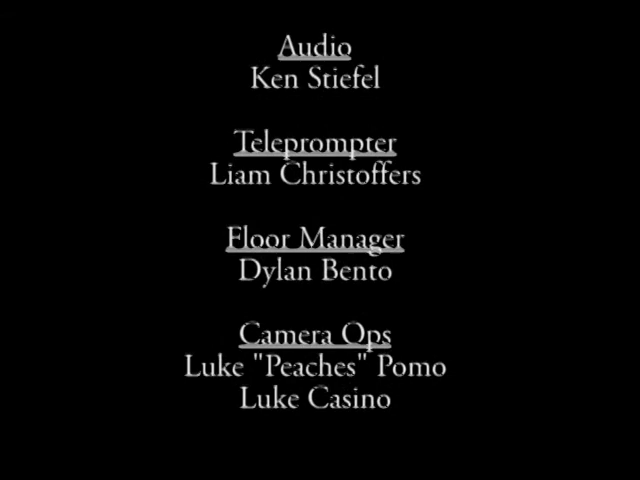 Audio
Ken Stiefel
Teleprompter
Liam Christoffers
Floor Manager
Dylan Bento
Camera Ops
Luke "Peaches" Pomo
Luke Casino